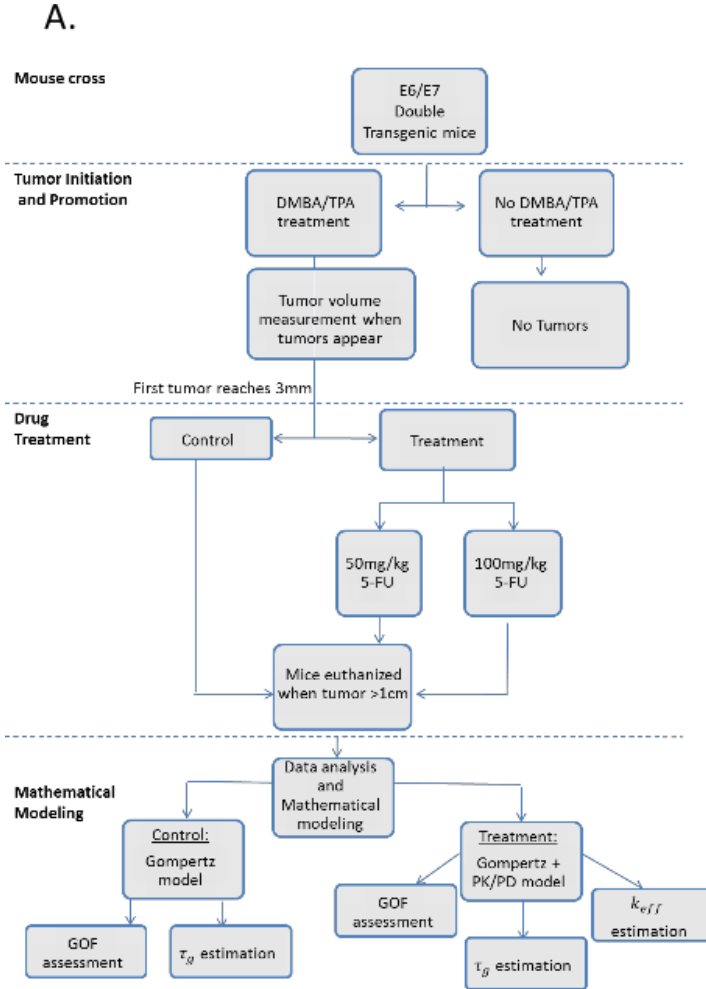 A.
Mouse cross
E6/E7
Double
Transgenic mice
Tumor Initiation
and Promotion
DMBA/TPA
treatment
No DMBA/TPA
treatment
Tumor volume
measurement when
tumors appear
No Tumors
First tumor reaches 3mm
Drug
Treatment
Control
Treatment
50mg/kg
5-FU
100mg/kg
5-FU
Mice euthanized
when tumor >1cm
Mathematical
Modeling
Data analysis
and
Mathematical
modeling
Control:
Gompertz
model
Treatment:
Gompertz +
PK/PD model
GOF
assessment
τg estimation
GOF
assessment
τg estimation
keff
estimation